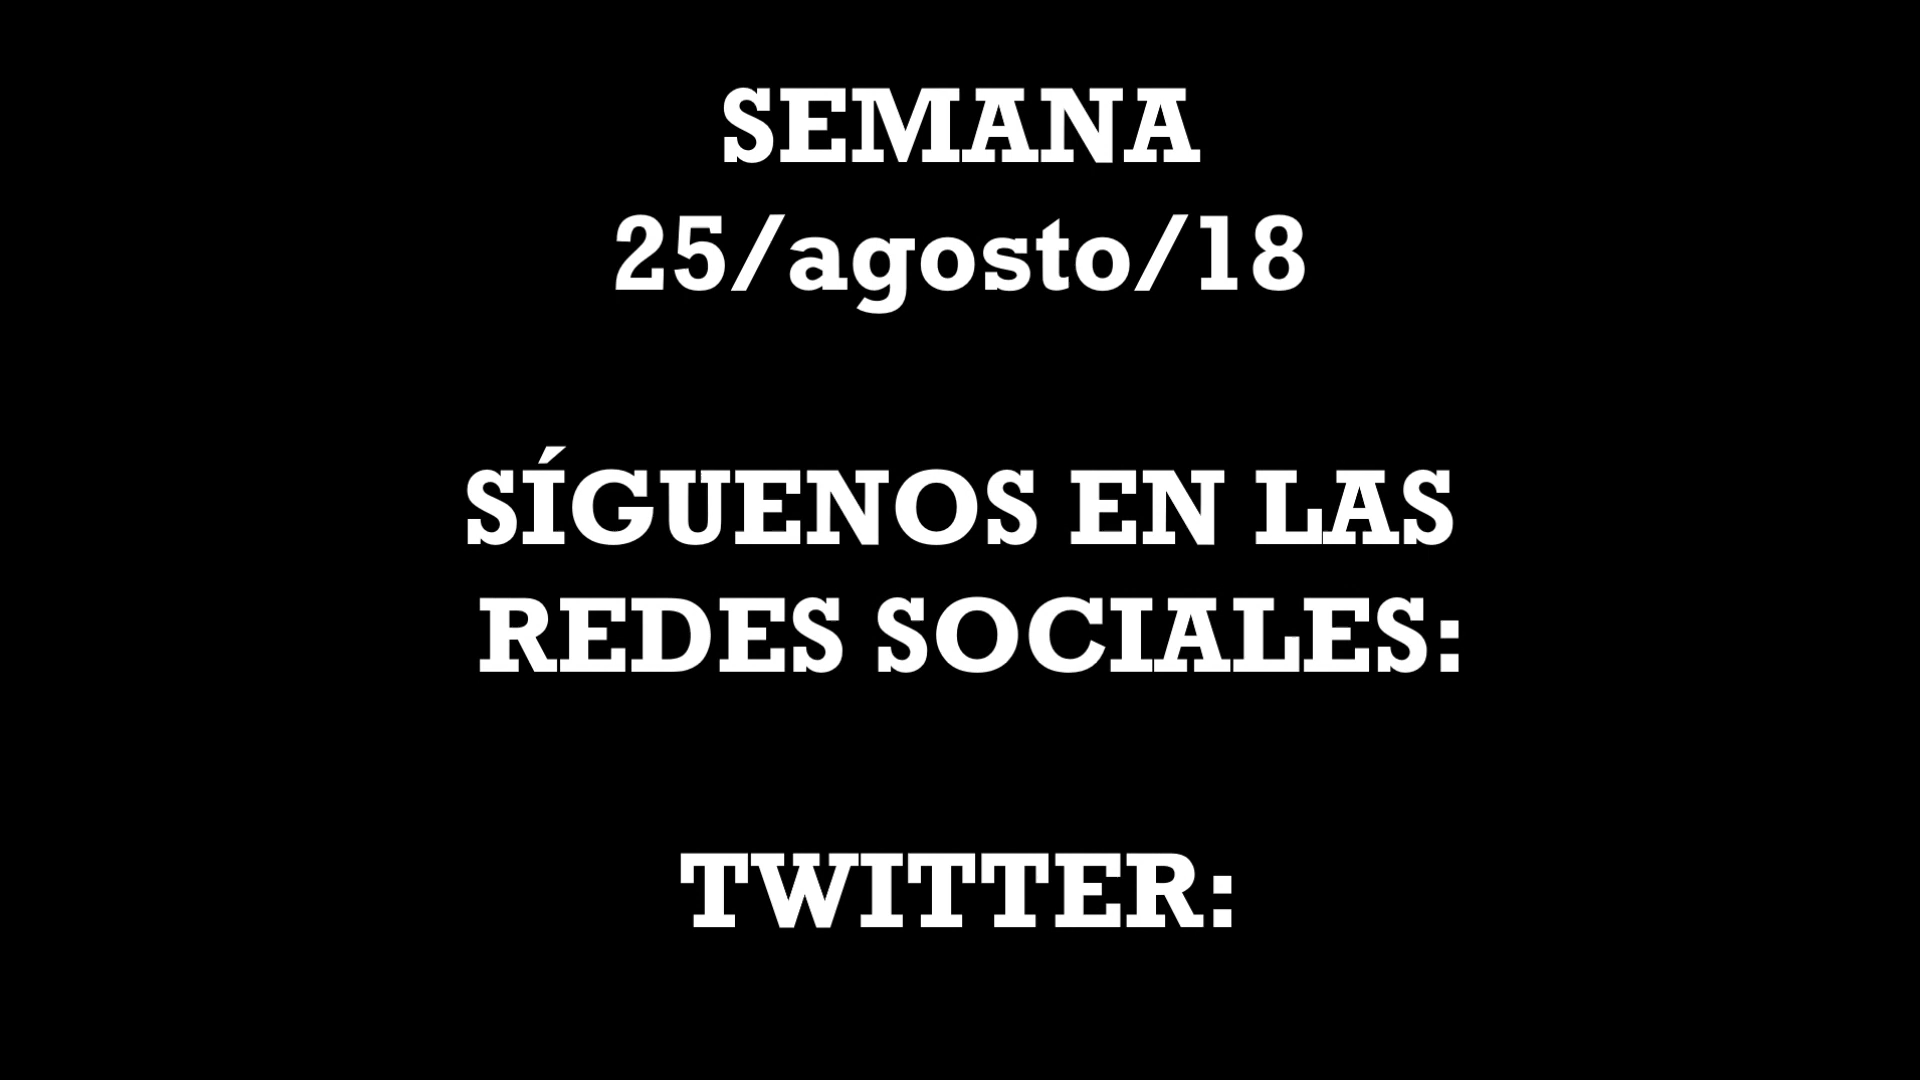 SEMANA
25/agosto/18
SÍGUENOS EN LAS
REDES SOCIALES:
TWITTER: